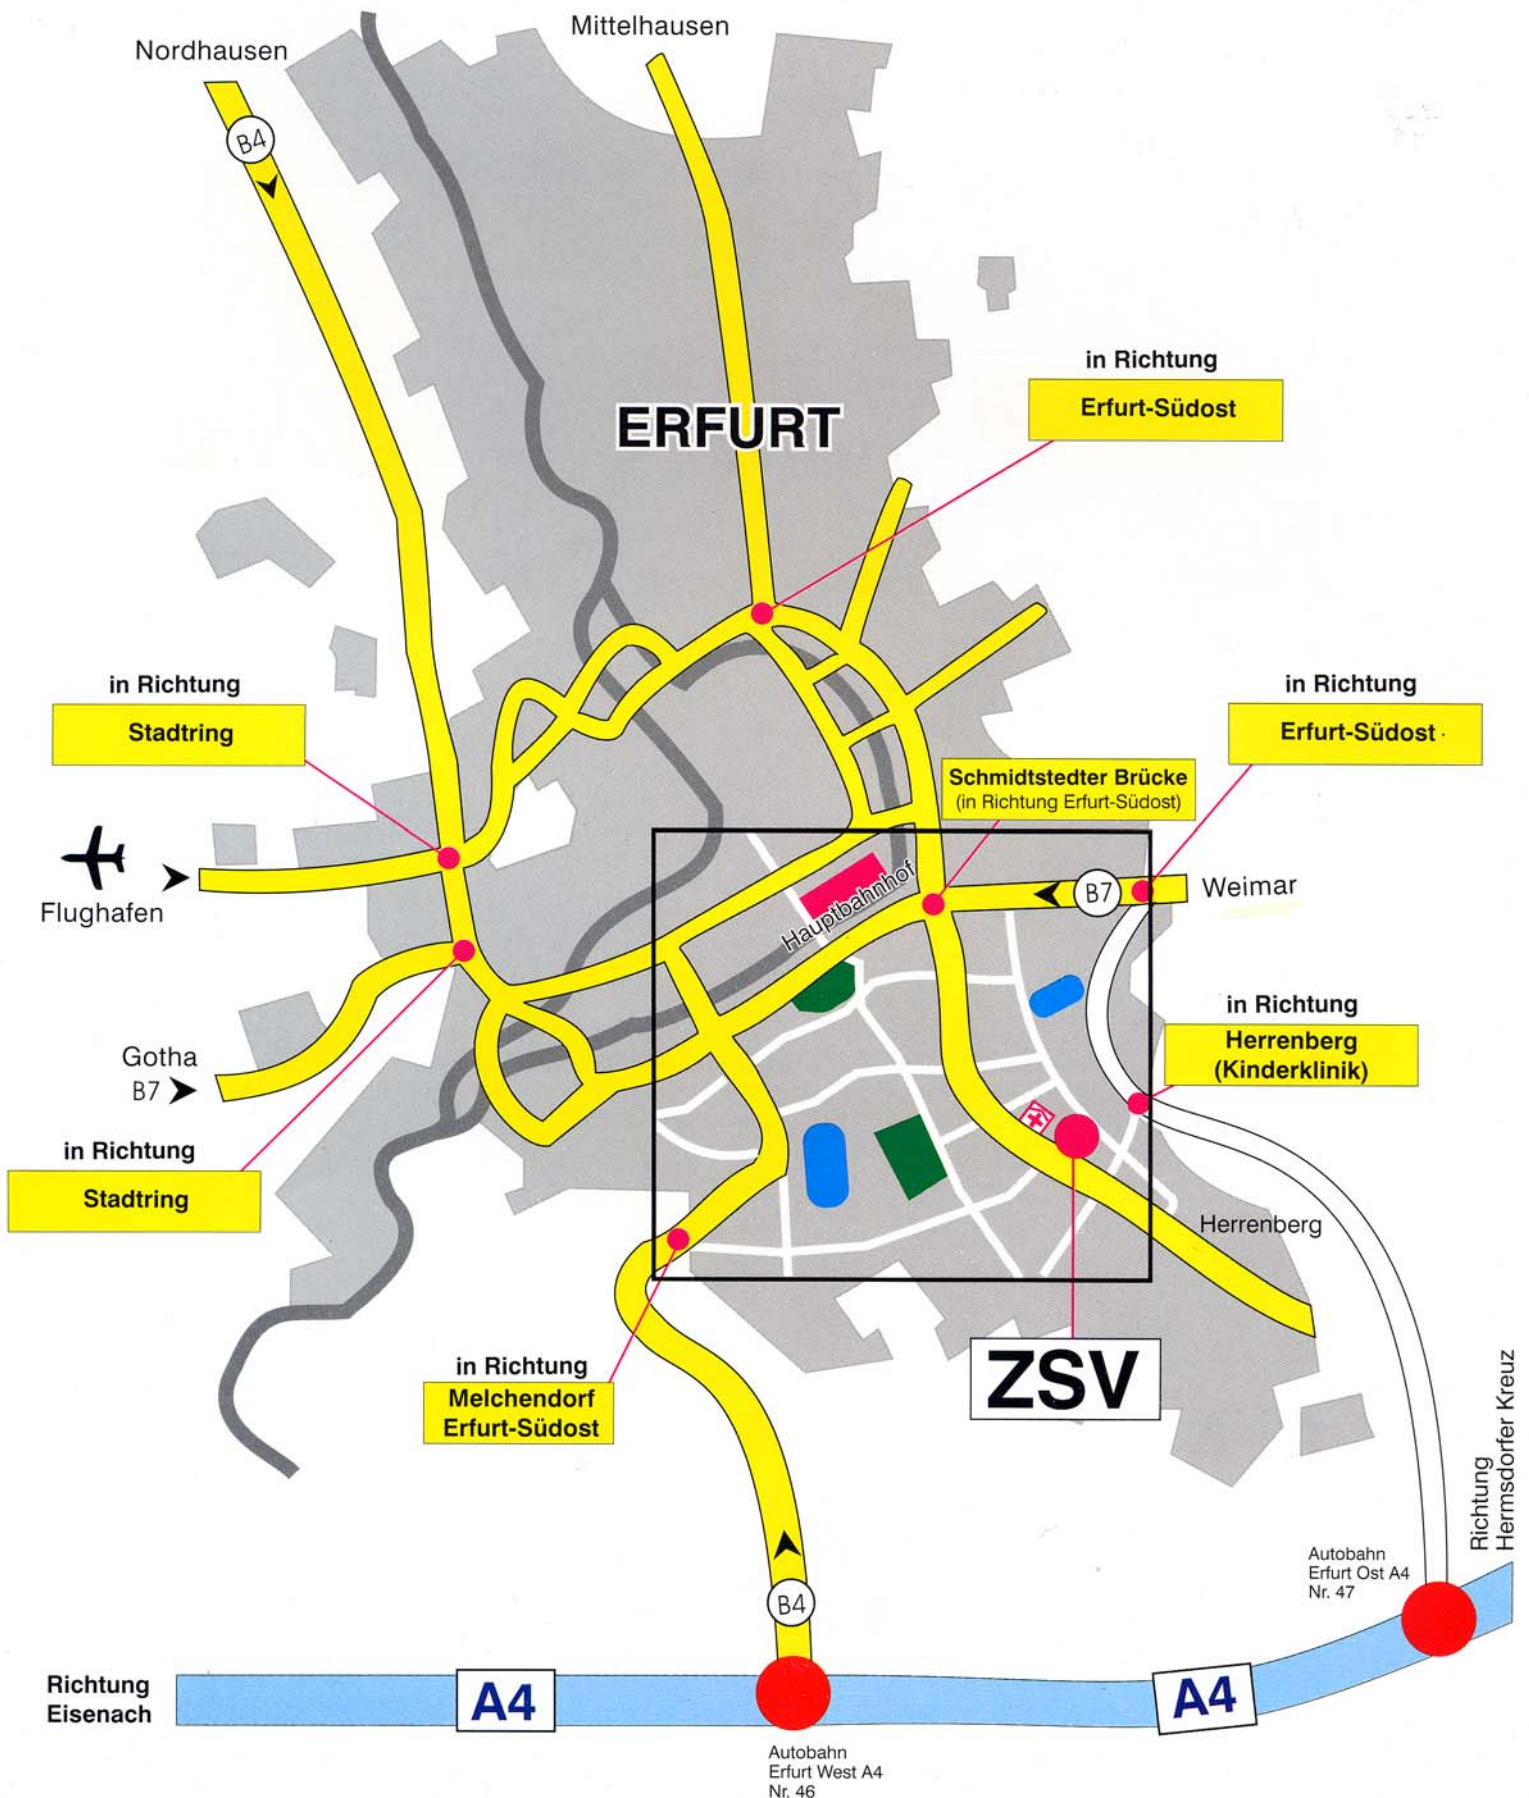 Mittelhausen
Nordhausen
B4
in Richtung
Erfurt-Südost
ERFURT
in Richtung
Stadtring
in Richtung
Erfurt-Südost
Schmidtstedter Brücke
(in Richtung Erfurt-Südost)
Flughafen
Hauptbahnhof
B7
Weimar
in Richtung
Herrenberg
(Kinderklinik)
Gotha
B7
in Richtung
Stadtring
Herrenberg
in Richtung
Melchendorf
Erfurt-Südost
ZSV
Richtung
Hermsdorfer Kreuz
Autobahn
Erfurt Ost A4
Nr. 47
B4
Richtung
Eisenach
A4
A4
Autobahn
Erfurt West A4
Nr. 46